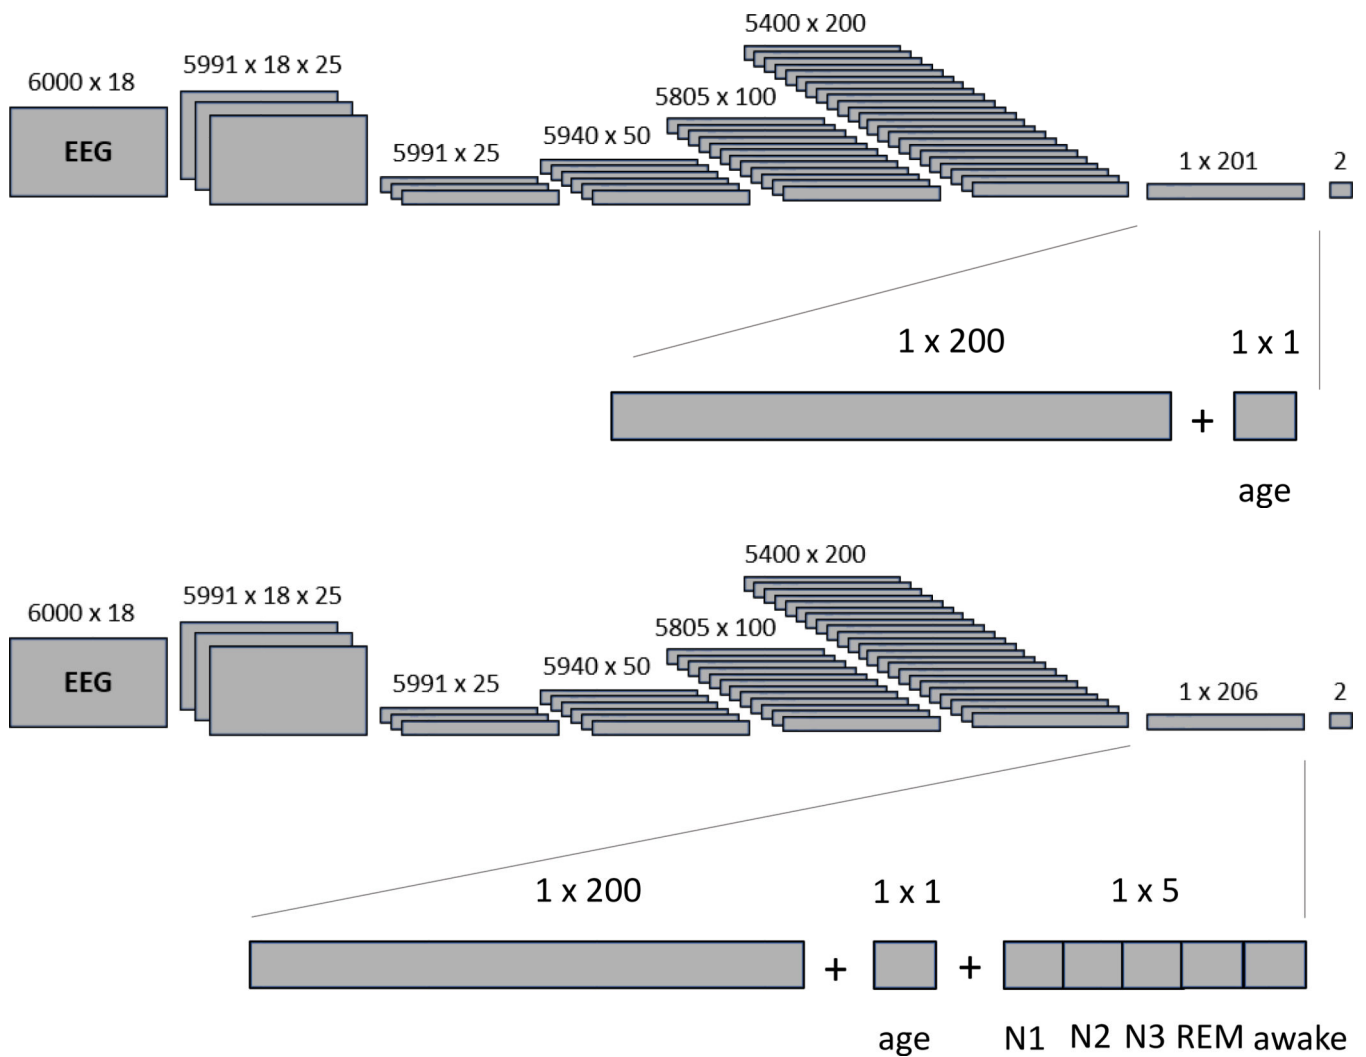 5400 x 200
5991 x 18 x 25
6000 x 18
5805 x 100
5940 x 50
EEG
5991 x 25
1 x 201
2
1 x 200
1 x 1
+
age
5400 x 200
5991 x 18 x 25
6000 x 18
5805 x 100
5940 x 50
EEG
5991 x 25
1 x 206
2
1 x 200
1 x 1
1 x 5
+ +
age N1 N2 N3 REM awake